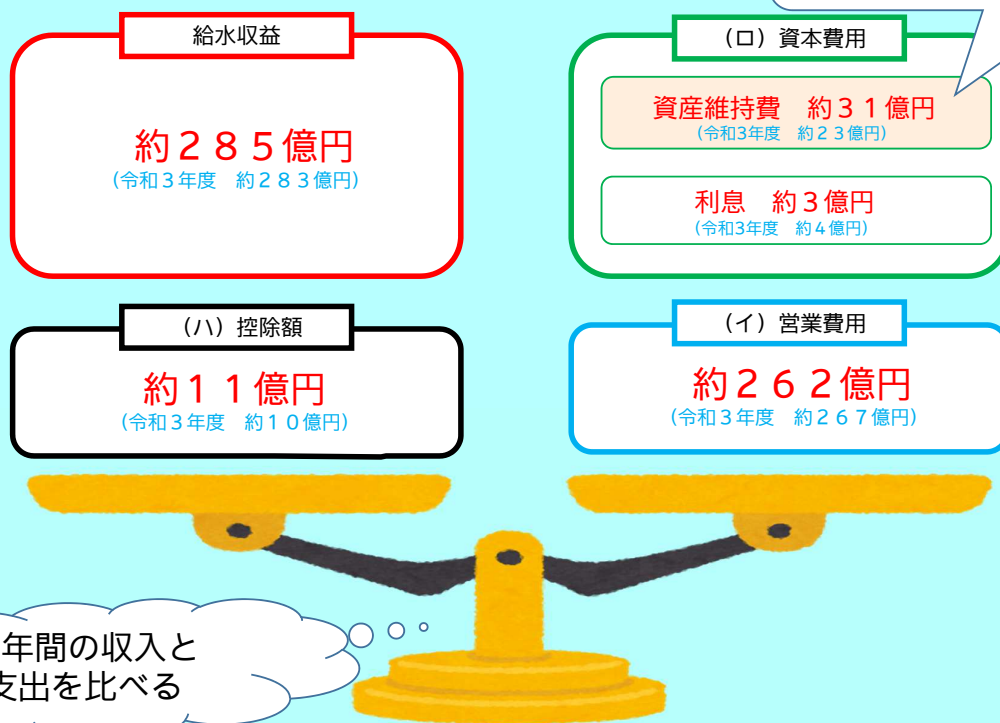 給水収益
約２８５億円
(令和３年度　約２８３億円)
(ロ) 資本費用
資産維持費　約３１億円
(令和3年度　約２３億円)
利息　約３億円
(令和3年度　約４億円)
(ハ) 控除額
約１１億円
(令和３年度　約１０億円)
(イ) 営業費用
約２６２億円
(令和３年度　約２６７億円)
年間の収入と
支出を比べる